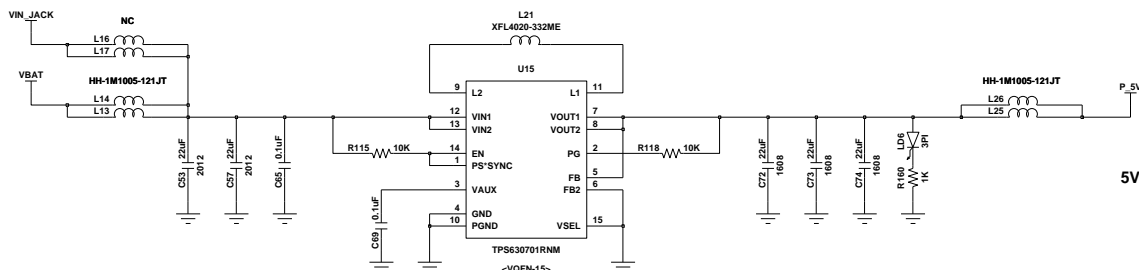 VIN_JACK
NC
L16
L17
VBAT
HH-1M1005-121JT
L14
L13
C53 22uF 2012
C57 22uF 2012
C65 0.1uF
R115 10K
C69 0.1uF
L21
XFL4020-332ME
U15
9 L2
L1 11
12 VIN1
VOUT1 7
13 VIN2
VOUT2 8
14 EN
PG 2
1 PS*SYNC
FB 5
3 VAUX
FB2 6
4 GND
10 PGND
VSEL 15
TPS630701RNM
<VQFN-15>
R118 10K
C72 22uF 1608
C73 22uF 1608
C74 22uF 1608
LD6 3PI
R160 1K
HH-1M1005-121JT
L26
L25
P_5V
5V